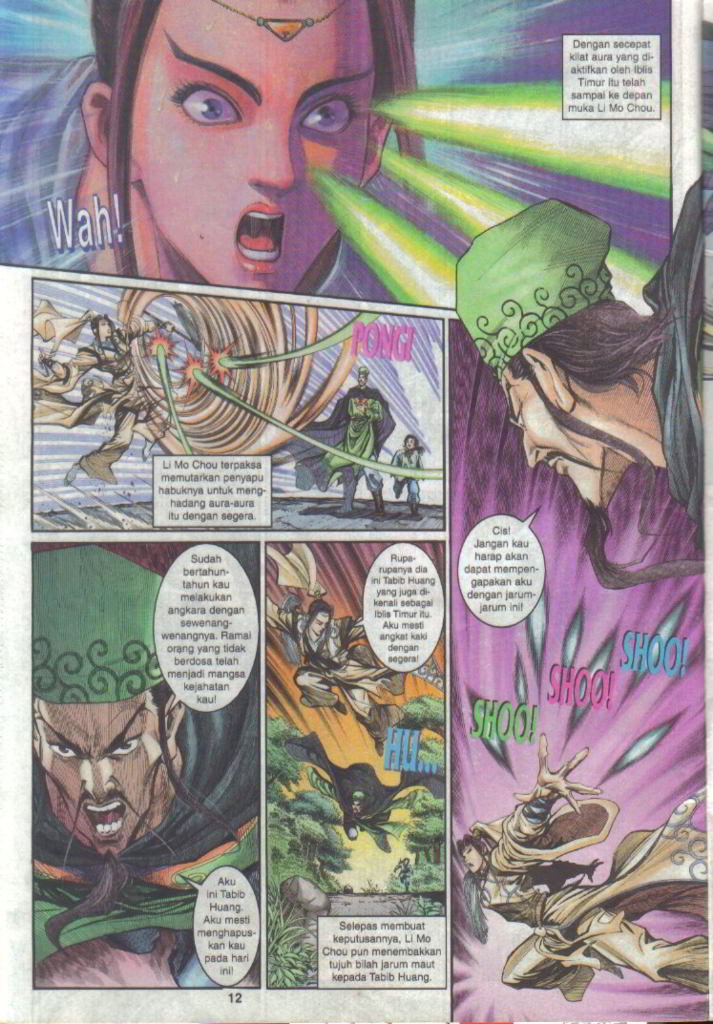 Dengan secepat
kilat aura yang di-
aktifkan oleh Iblis
Timur itu telah
sampai ke depan
muka Li Mo Chou.
Wah!
PONG!
Li Mo Chou terpaksa
memutarkan penyapu
habuknya untuk meng-
hadang aura-aura
itu dengan segera.
Sudah
bertahun-
tahun kau
melakukan
angkara dengan
sewenang-
wenangnya. Ramai
orang yang tidak
berdosa telah
menjadi mangsa
kejahatan
kau!
Aku
ini Tabib
Huang.
Aku mesti
menghapus-
kan kau
pada hari
ini!
Rupa-
rupanya dia
ini Tabib Huang
yang juga di-
kenali sebagai
Iblis Timur itu.
Aku mesti
angkat kaki
dengan
segera!
HU...
Selepas membuat
keputusannya, Li Mo
Chou pun menembakkan
tujuh bilah jarum maut
kepada Tabib Huang.
Cis!
Jangan kau
harap akan
dapat mempen-
gapakan aku
dengan jarum-
jarum ini!
SHOO!
SHOO!
SHOO!
12